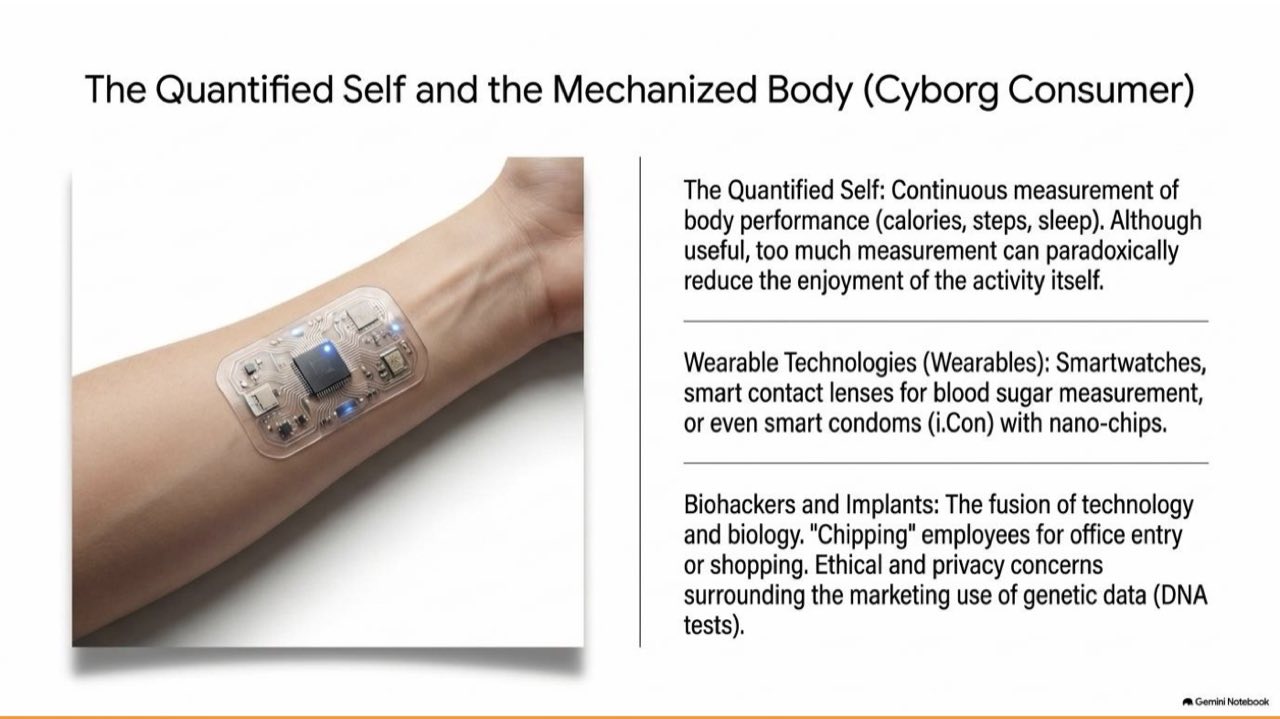 The Quantified Self and the Mechanized Body (Cyborg Consumer)
The Quantified Self: Continuous measurement of
body performance (calories, steps, sleep). Although
useful, too much measurement can paradoxically
reduce the enjoyment of the activity itself.
Wearable Technologies (Wearables): Smartwatches,
smart contact lenses for blood sugar measurement,
or even smart condoms (i.Con) with nano-chips.
Biohackers and Implants: The fusion of technology
and biology. "Chipping" employees for office entry
or shopping. Ethical and privacy concerns
surrounding the marketing use of genetic data (DNA
tests).
Gemini Notebook